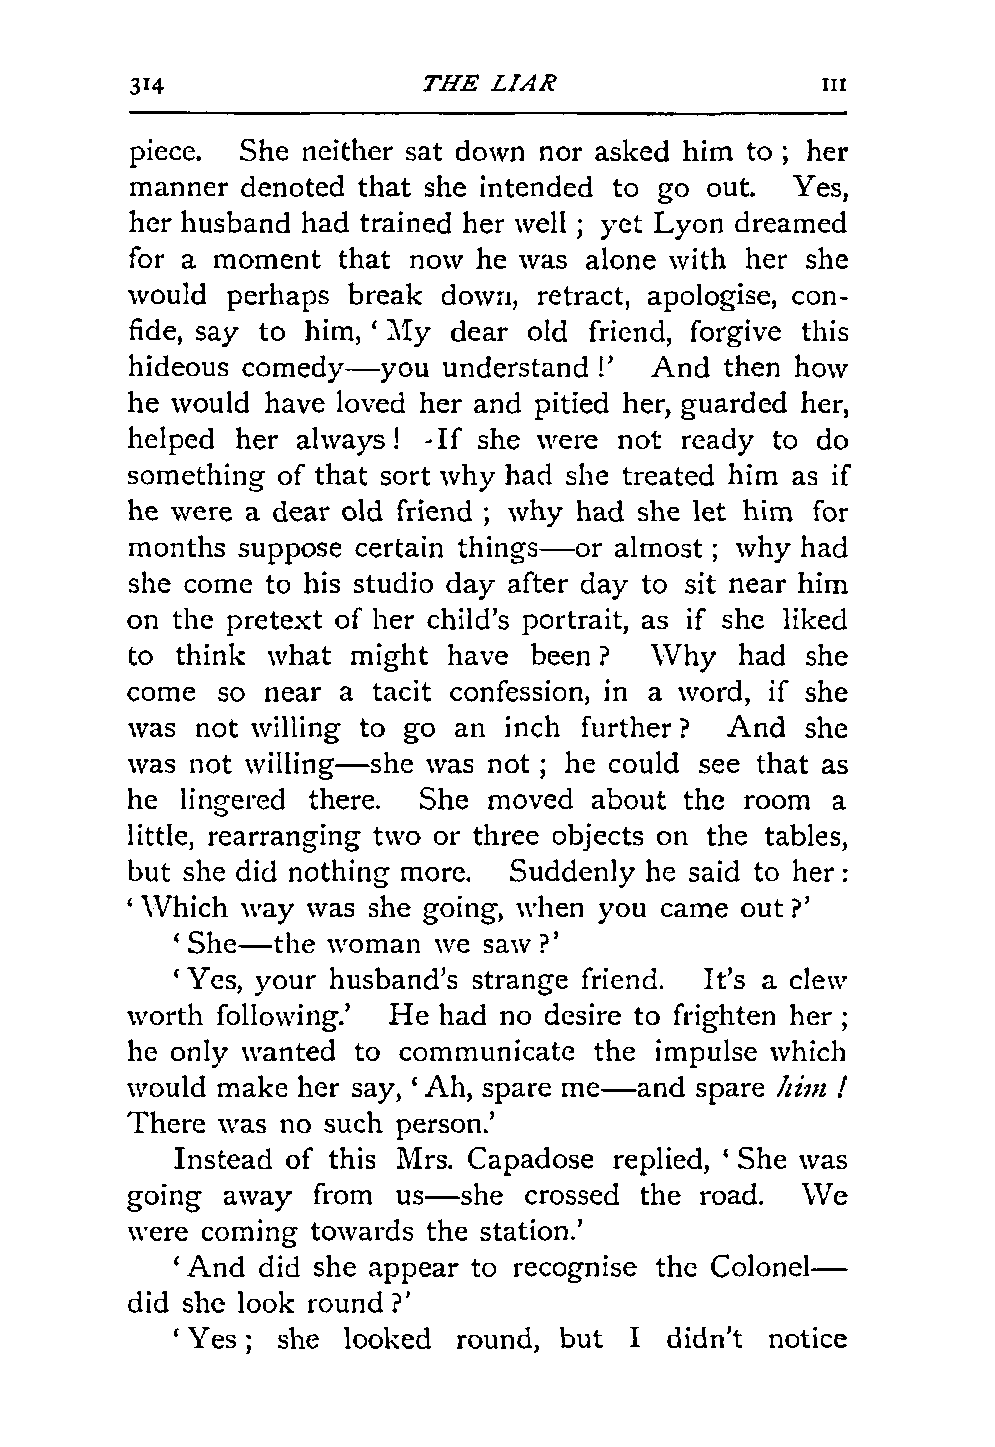 314 THE LIAR III
piece. She neither sat down nor asked him to ; her
manner denoted that she intended to go out. Yes,
her husband had trained her well ; yet Lyon dreamed
for a moment that now he was alone with her she
would perhaps break down, retract, apologise, con-
fide, say to him, ‘ My dear old friend, forgive this
hideous comedy—you understand !’ And then how
he would have loved her and pitied her, guarded her,
helped her always ! -If she were not ready to do
something of that sort why had she treated him as if
he were a dear old friend ; why had she let him for
months suppose certain things—or almost ; why had
she come to his studio day after day to sit near him
on the pretext of her child’s portrait, as if she liked
to think what might have been ? Why had she
come so near a tacit confession, in a word, if she
was not willing to go an inch further ? And she
was not willing—she was not ; he could see that as
he lingered there. She moved about the room a
little, rearranging two or three objects on the tables,
but she did nothing more. Suddenly he said to her :
‘ Which way was she going, when you came out ?’
‘ She—the woman we saw ?’
‘ Yes, your husband’s strange friend. It’s a clew
worth following.’ He had no desire to frighten her ;
he only wanted to communicate the impulse which
would make her say, ‘ Ah, spare me—and spare him !
There was no such person.’
Instead of this Mrs. Capadose replied, ‘ She was
going away from us—she crossed the road. We
were coming towards the station.’
‘ And did she appear to recognise the Colonel—
did she look round ?’
‘ Yes ; she looked round, but I didn’t notice